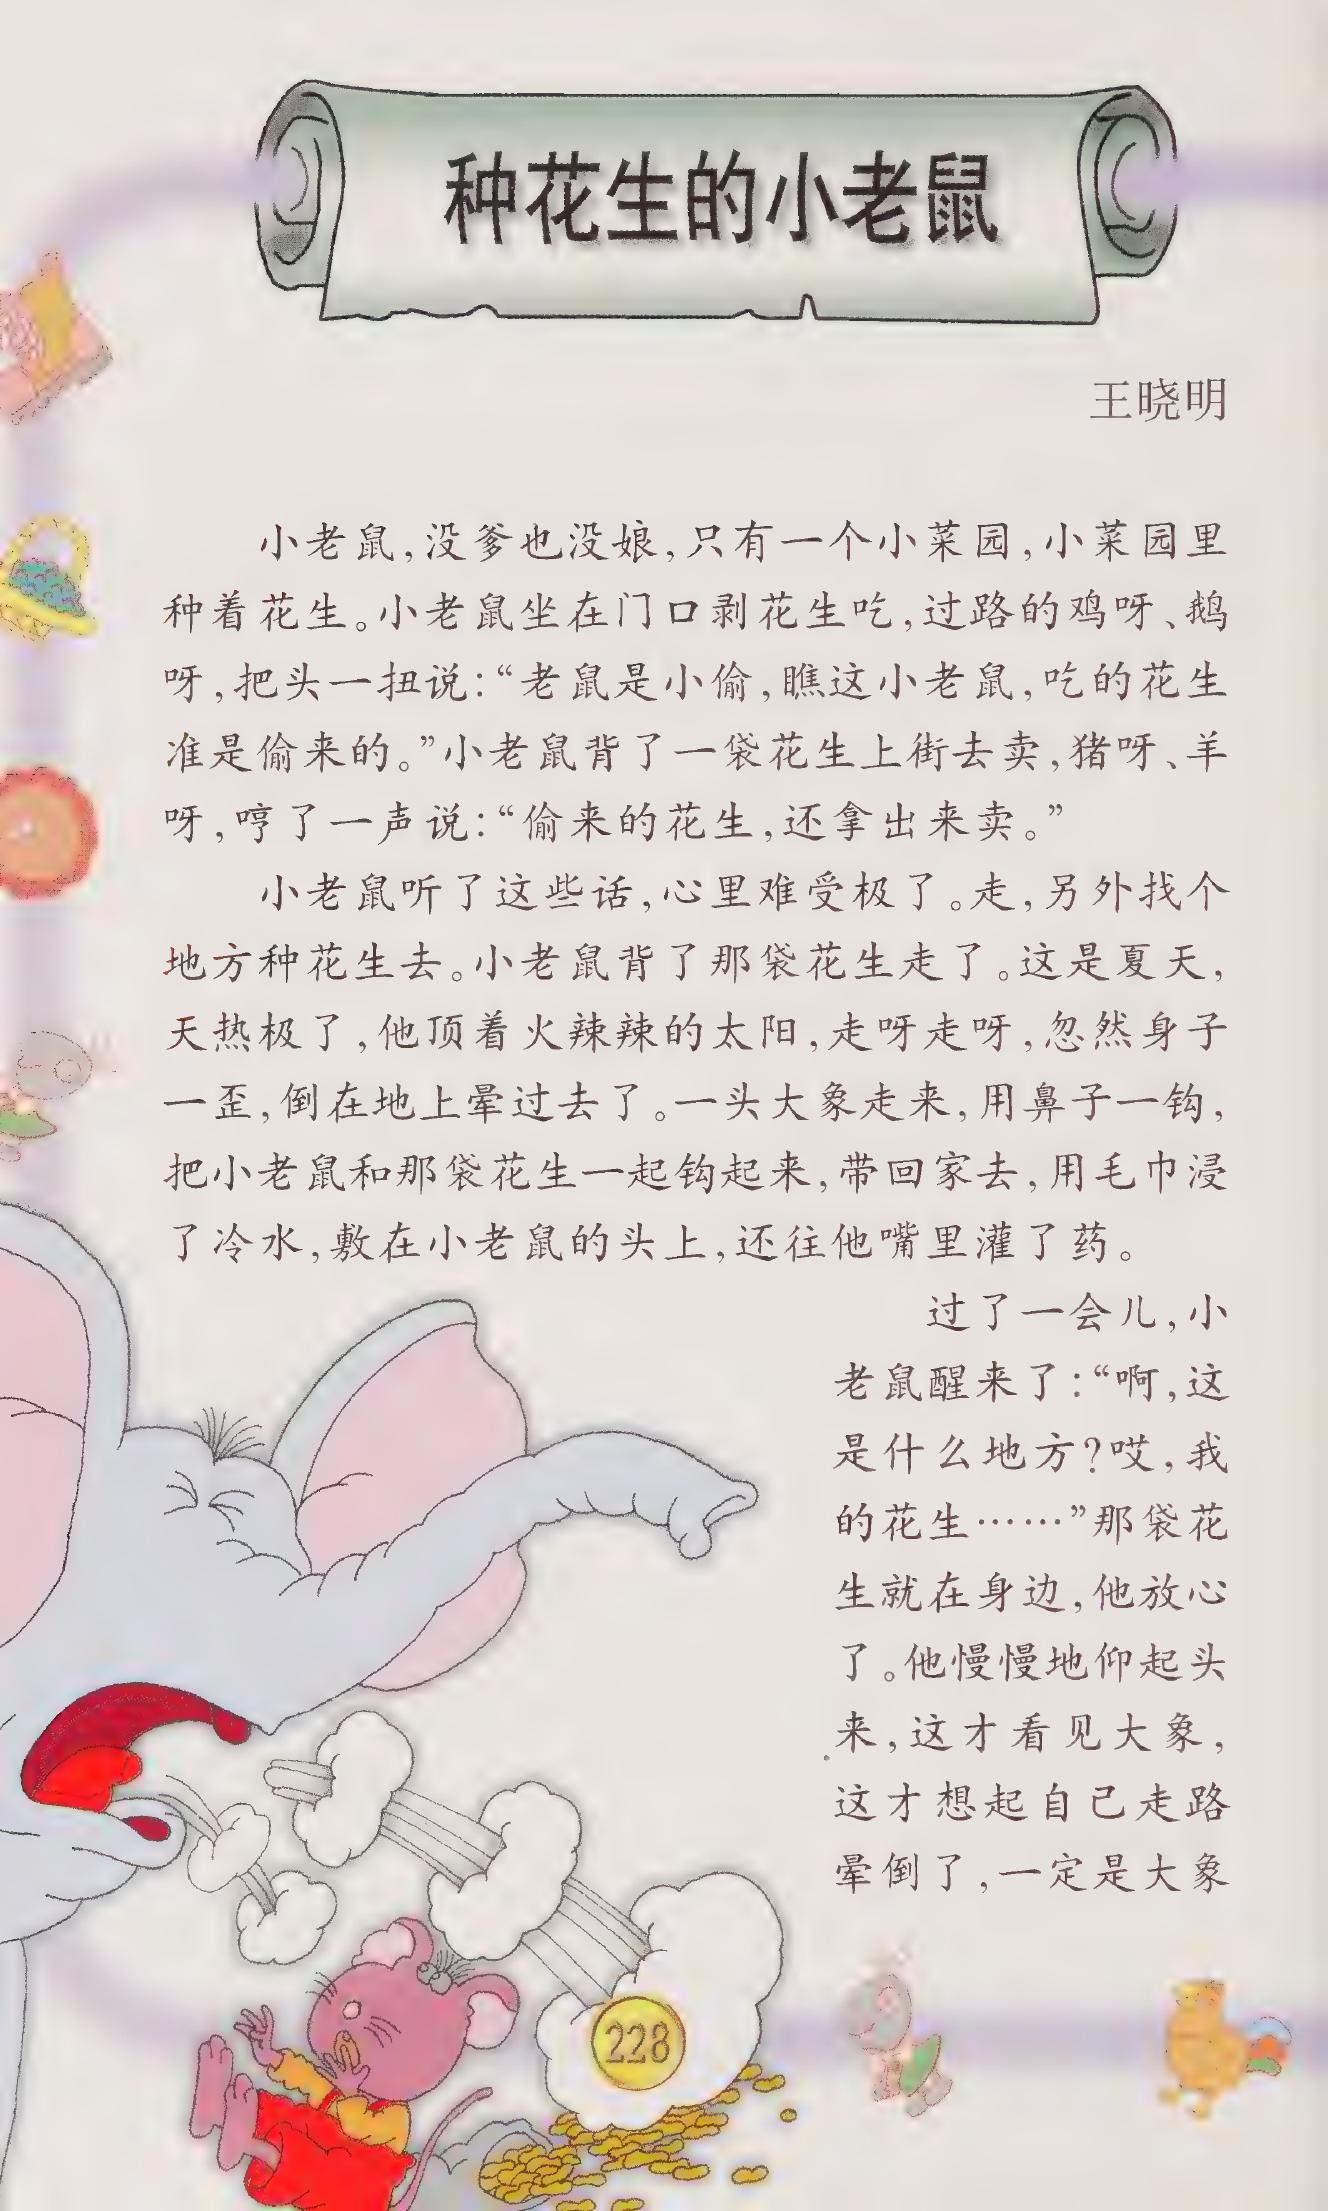 种花生的小老鼠
王晓明
小老鼠,没爹也没娘,只有一个小菜园,小菜园里
种着花生。小老鼠坐在门口剥花生吃,过路的鸡呀、鹅
呀,把头一扭说:“老鼠是小偷,瞧这小老鼠,吃的花生
准是偷来的。”小老鼠背了一袋花生上街去卖,猪呀、羊
呀,哼了一声说:“偷来的花生,还拿出来卖。”
小老鼠听了这些话,心里难受极了。走,另外找个
地方种花生去。小老鼠背了那袋花生走了。这是夏天,
天热极了,他顶着火辣辣的太阳,走呀走呀,忽然身子
一歪,倒在地上晕过去了。一头大象走来,用鼻子一钩,
把小老鼠和那袋花生一起钩起来,带回家去,用毛巾浸
了冷水,敷在小老鼠的头上,还往他嘴里灌了药。
过了一会儿,小
老鼠醒来了:“啊,这
是什么地方?哎,我
的花生……”那袋花
生就在身边,他放心
了。他慢慢地仰起头
来,这才看见大象,
这才想起自己走路
晕倒了,一定是大象
228